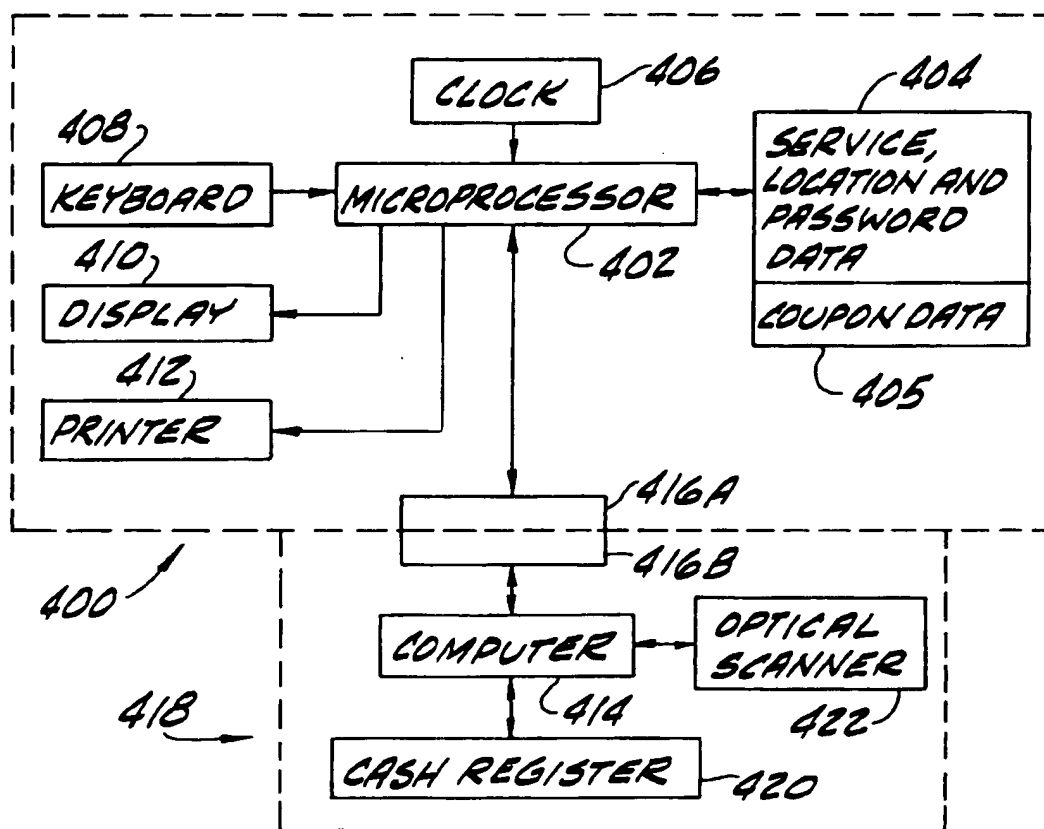 CLOCK
406
404
408
KEYBOARD
MICROPROCESSOR
402
SERVICE,
LOCATION AND
PASSWORD
DATA
COUPON DATA
405
410
DISPLAY
412
PRINTER
416A
416B
400
COMPUTER
414
OPTICAL
SCANNER
422
418
CASH REGISTER
420